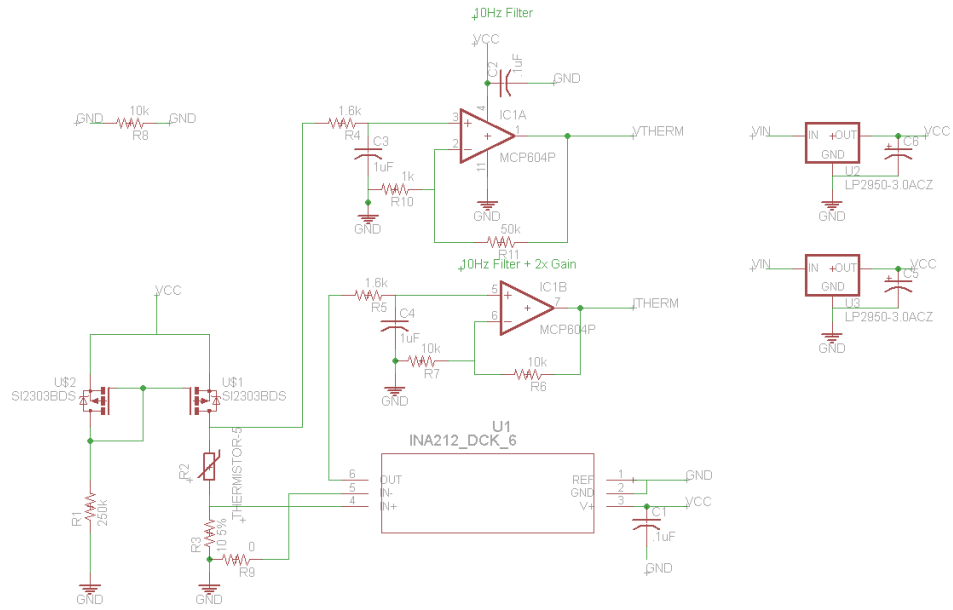 10Hz Filter
VCC
C2
.1uF
GND
10k
GND
GND
R8
1.6k
R4
3
4
IC1A
1
VTHERM
2
MCP604P
11
C3
1uF
1k
R10
GND
GND
50k
R11
VIN
IN
OUT
VCC
GND
C6
U2
LP2950-3.0ACZ
GND
10Hz Filter + 2x Gain
VIN
IN
OUT
VCC
GND
C5
U3
LP2950-3.0ACZ
GND
1.6k
R5
5
IC1B
7
ITHERM
6
MCP604P
C4
1uF
10k
R7
10k
R6
GND
VCC
U$2
SI2303BDS
U$1
SI2303BDS
U1
INA212_DCK_6
R2
THERMISTOR-5
6
OUT
5
IN-
4
IN+
REF
1
GND
GND
2
V+
3
VCC
C1
.1uF
GND
R1
250k
R3
10 5%
0
R9
GND
GND